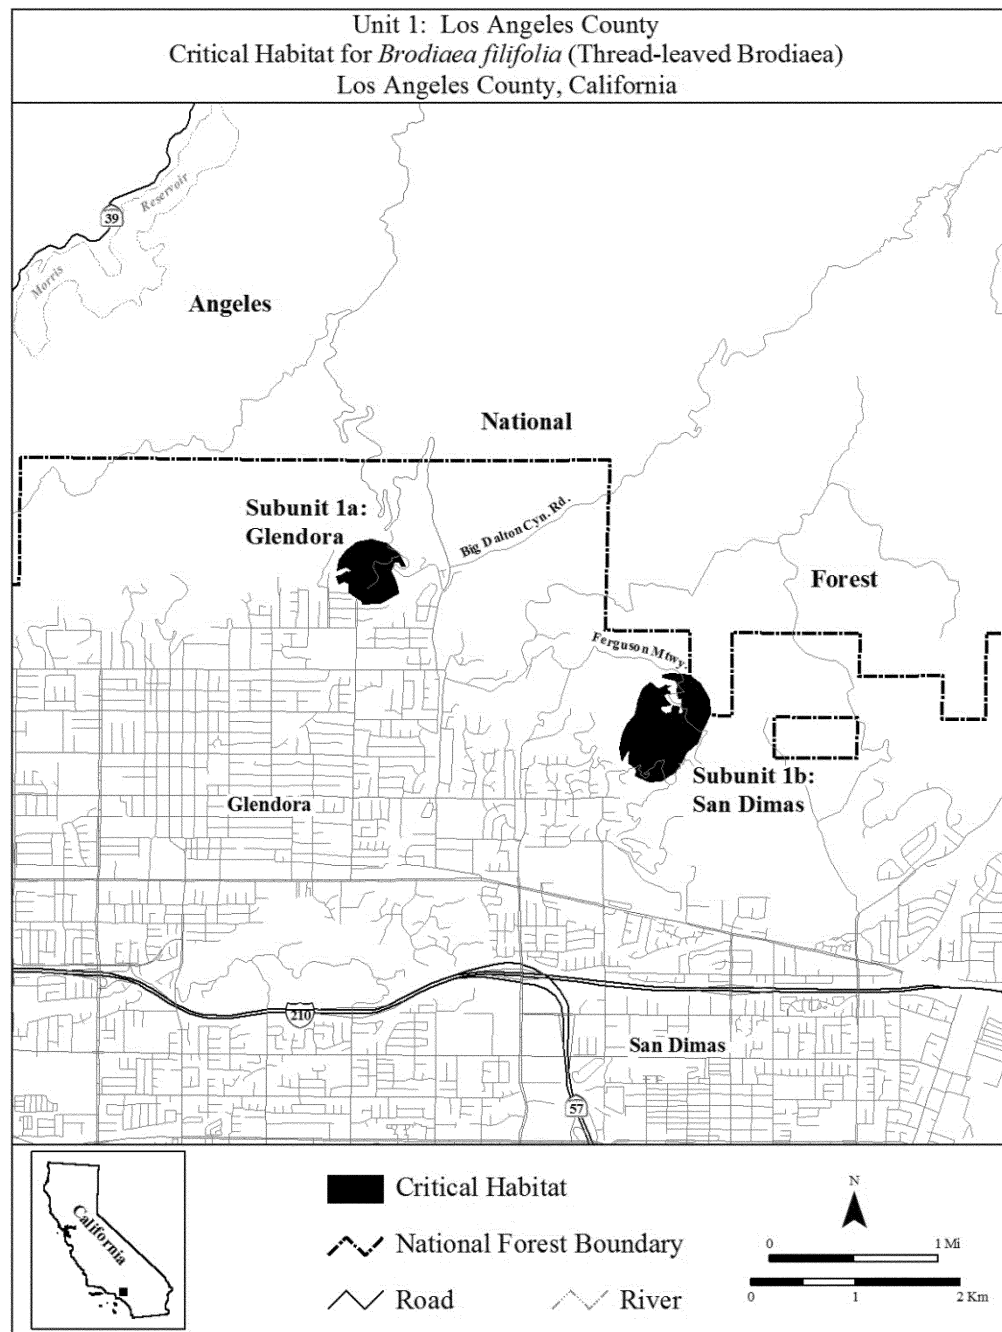 Unit 1: Los Angeles County
Critical Habitat for Brodiaea filifolia (Thread-leaved Brodiaea)
Los Angeles County, California
39
Reservoir
Morris
Angeles
National
Subunit 1a:
Glendora
Big Dalton Cyn. Rd.
Forest
Ferguson Mtwy
Subunit 1b:
San Dimas
Glendora
210
San Dimas
57
California
Critical Habitat
National Forest Boundary
Road
River
N
0 1 Mi
0 1 2 Km